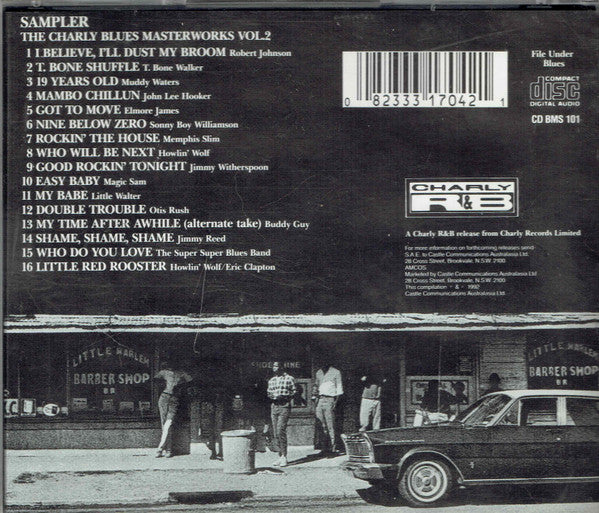 SAMPLER
THE CHARLY BLUES MASTERWORKS VOL.2
1 I BELIEVE, I'LL DUST MY BROOM Robert Johnson
2 T. BONE SHUFFLE T. Bone Walker
3 19 YEARS OLD Muddy Waters
4 MAMBO CHILLUN John Lee Hooker
5 GOT TO MOVE Elmore James
6 NINE BELOW ZERO Sonny Boy Williamson
7 ROCKIN' THE HOUSE Memphis Slim
8 WHO WILL BE NEXT Howlin' Wolf
9 GOOD ROCKIN' TONIGHT Jimmy Witherspoon
10 EASY BABY Magic Sam
11 MY BABE Little Walter
12 DOUBLE TROUBLE Otis Rush
13 MY TIME AFTER AWHILE (alternate take) Buddy Guy
14 SHAME, SHAME, SHAME Jimmy Reed
15 WHO DO YOU LOVE The Super Super Blues Band
16 LITTLE RED ROOSTER Howlin' Wolf/Eric Clapton
0 82333 17042 1
File Under
Blues
COMPACT
disc
DIGITAL AUDIO
CD BMS 101
CHARLY
R&B
A Charly R&B release from Charly Records Limited
For more information on forthcoming releases send
S.A.E. to Castle Communications Australasia Ltd
28 Cross Street, Brookvale, N.S.W. 2100
AMCOS
Marketed by Castle Communications Australasia Ltd.
28 Cross Street, Brookvale, N.S.W. 2100.
This compilation & 1992
Castle Communications Australasia Ltd
LITTLE HARLEM
BARBER SHOP
SHOE SHINE
LITTLE HARLEM
BARBER SHOP